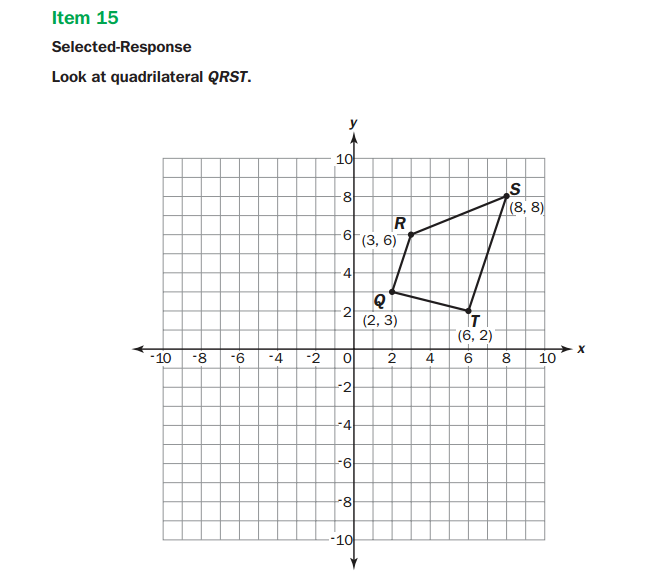 Item 15
Selected-Response
Look at quadrilateral QRST.
y
10
8
S
(8, 8)
R
6
(3, 6)
4
Q
2
(2, 3)
T
(6, 2)
-10 -8 -6 -4 -2 0 2 4 6 8 10 x
-2
-4
-6
-8
-10